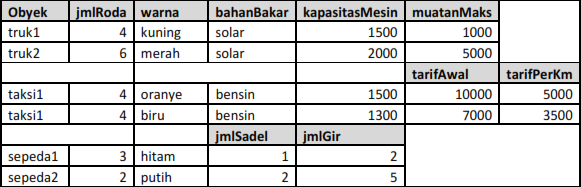 Obyek jmlRoda warna bahanBakar kapasitasMesin muatanMaks
truk1 4 kuning solar 1500 1000
truk2 6 merah solar 2000 5000
tarifAwal tarifPerKm
taksi1 4 oranye bensin 1500 10000 5000
taksi1 4 biru bensin 1300 7000 3500
jmlSadel jmlGir
sepeda1 3 hitam 1 2
sepeda2 2 putih 2 5